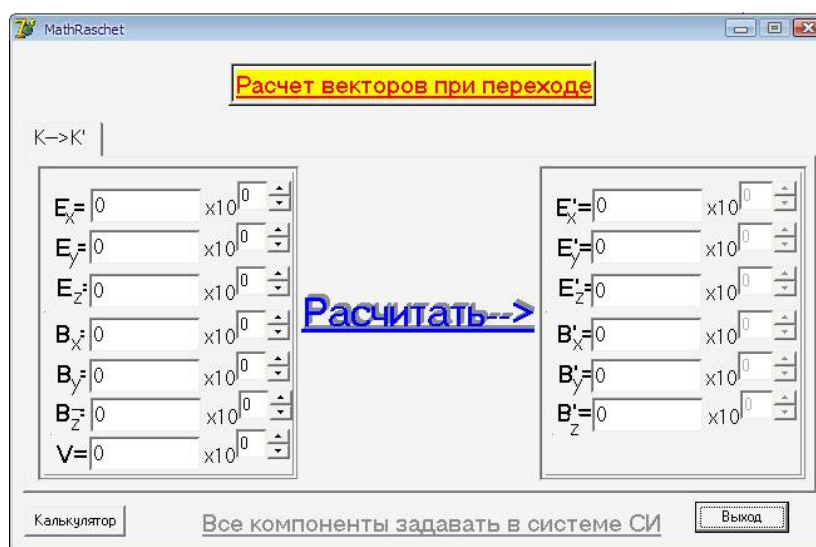 MathRaschet
Расчет векторов при переходе
K->K'
Ex= 0 x10 0
Ey= 0 x10 0
Ez= 0 x10 0
Bx= 0 x10 0
By= 0 x10 0
Bz= 0 x10 0
V= 0 x10 0
Расчитать-->
E'x= 0 x10 0
E'y= 0 x10 0
E'z= 0 x10 0
B'x= 0 x10 0
B'y= 0 x10 0
B'z= 0 x10 0
Калькулятор
Все компоненты задавать в системе СИ
Выход